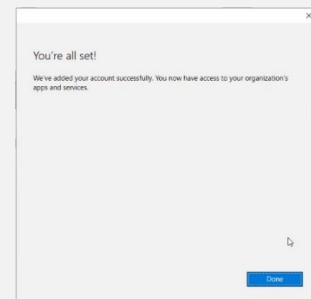 You're all set!
We've added your account successfully. You now have access to your organization's
apps and services.
Done